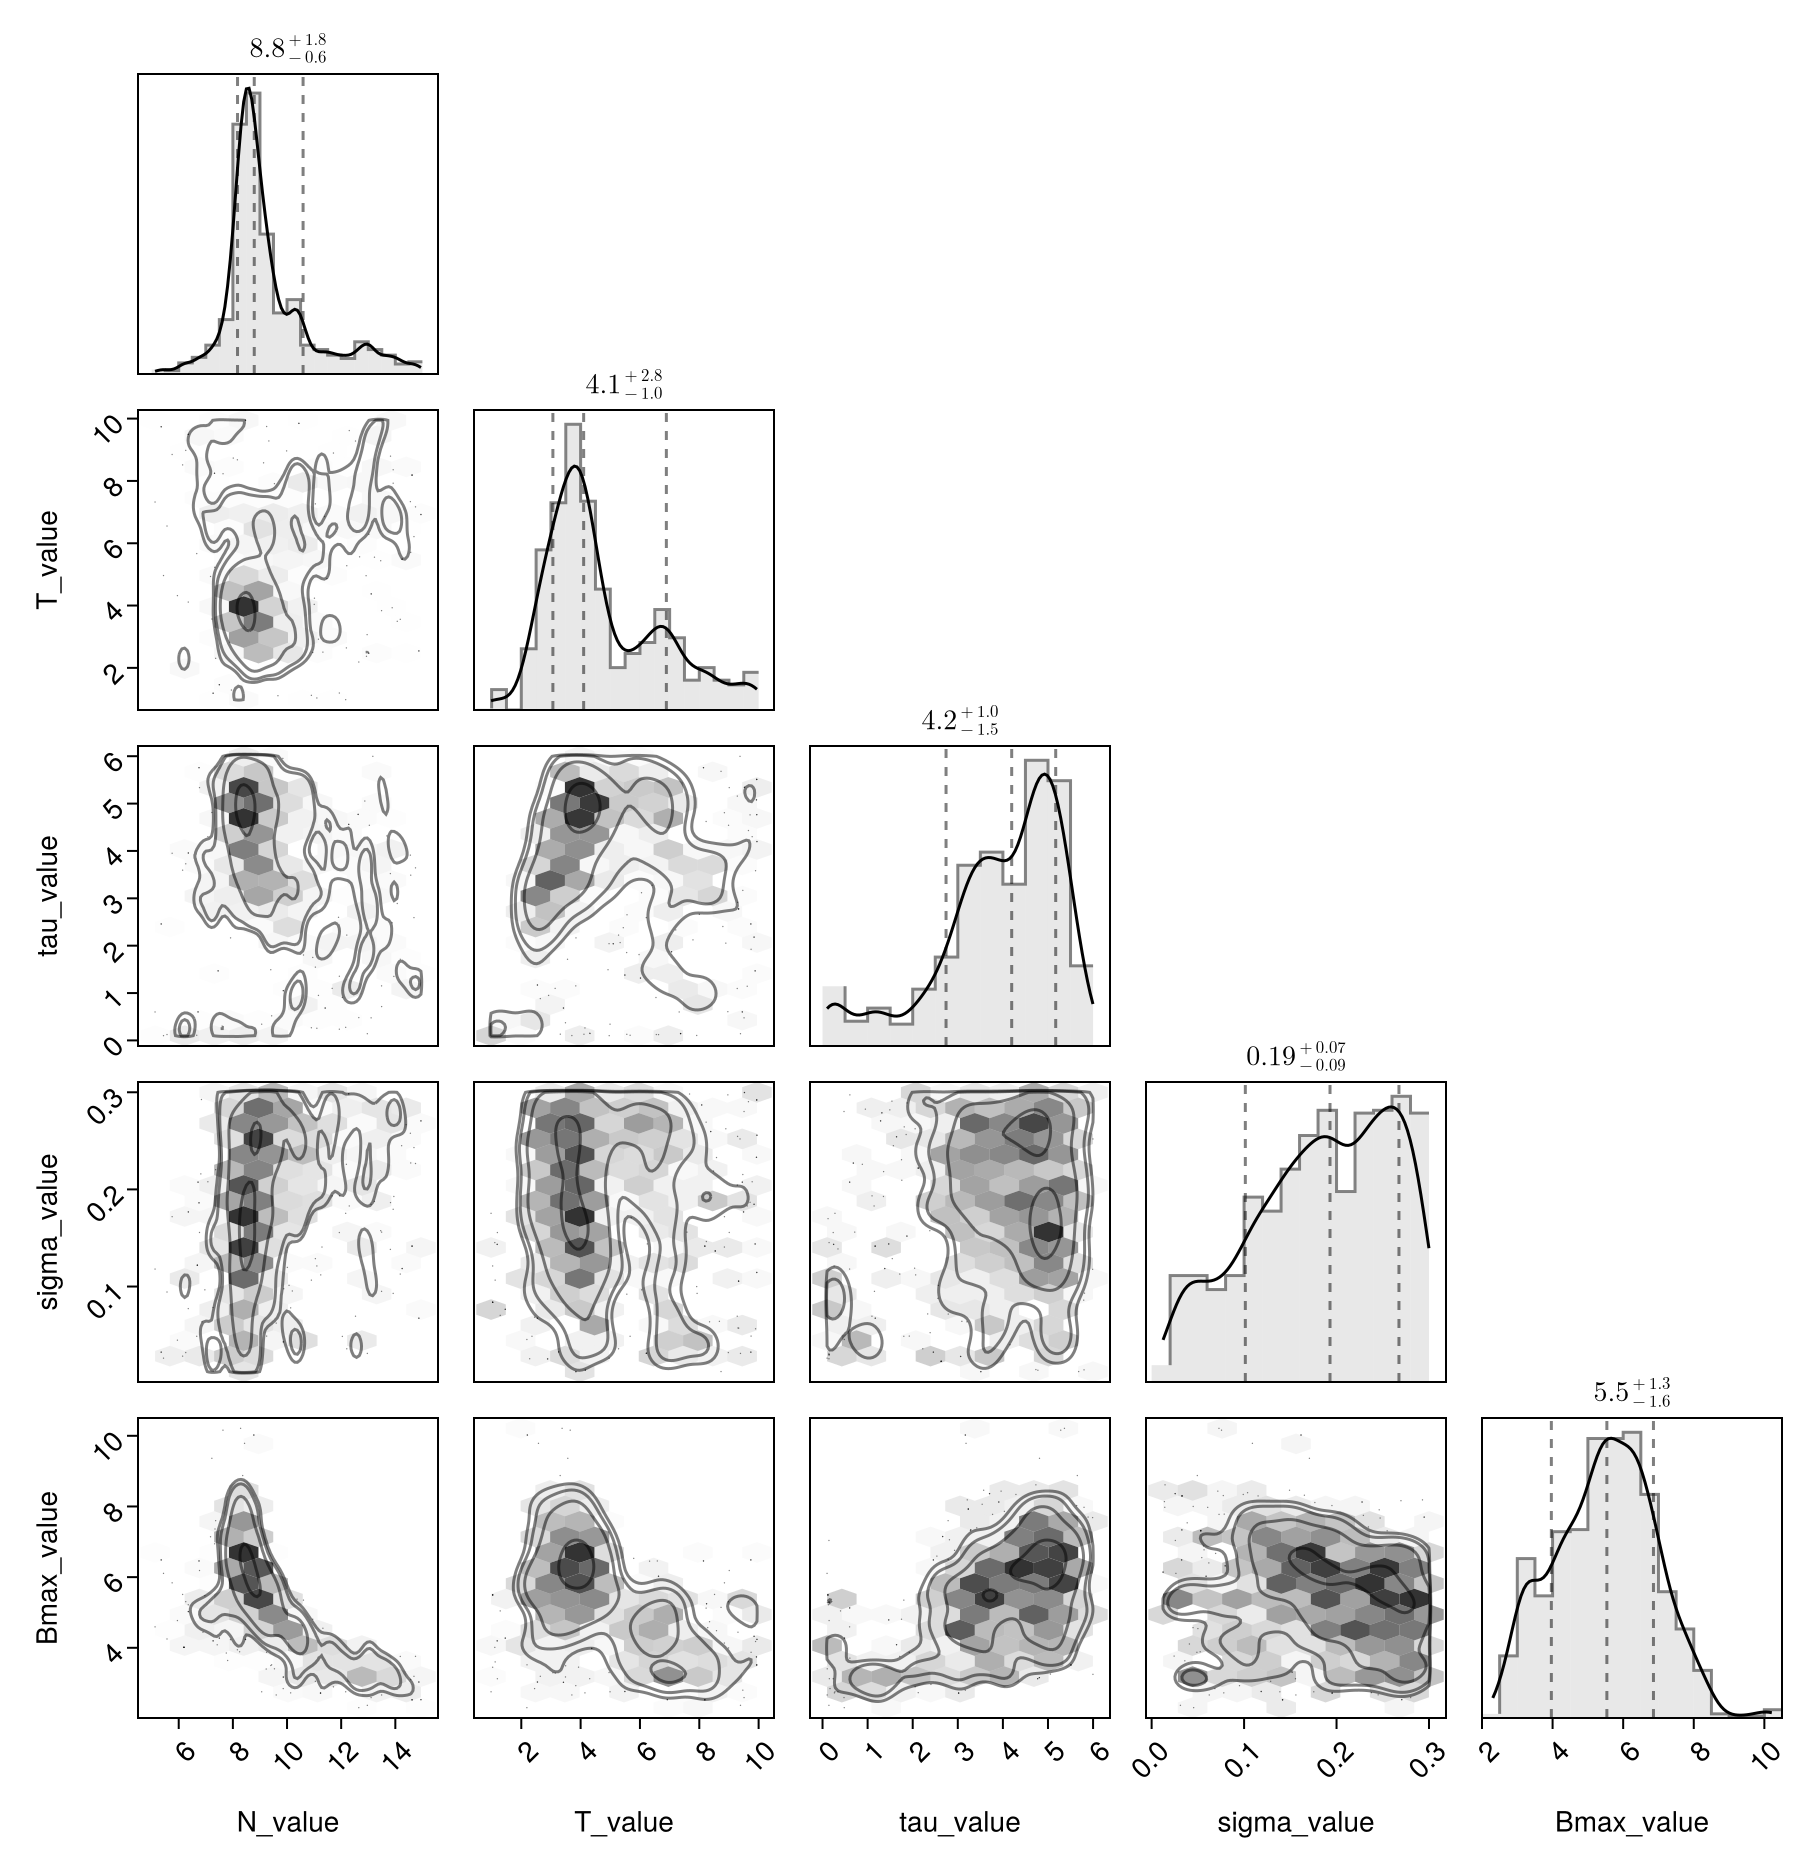 8.8 +1.8 −0.6
4.1 +2.8 −1.0
10
8
6
4
2
T_value
4.2 +1.0 −1.5
6
5
4
3
2
1
0
tau_value
0.19 +0.07 −0.09
0.3
0.2
0.1
sigma_value
5.5 +1.3 −1.6
10
8
6
4
Bmax_value
6 8 10 12 14
2 4 6 8 10
0 1 2 3 4 5 6
0.0 0.1 0.2 0.3
2 4 6 8 10
N_value T_value tau_value sigma_value Bmax_value